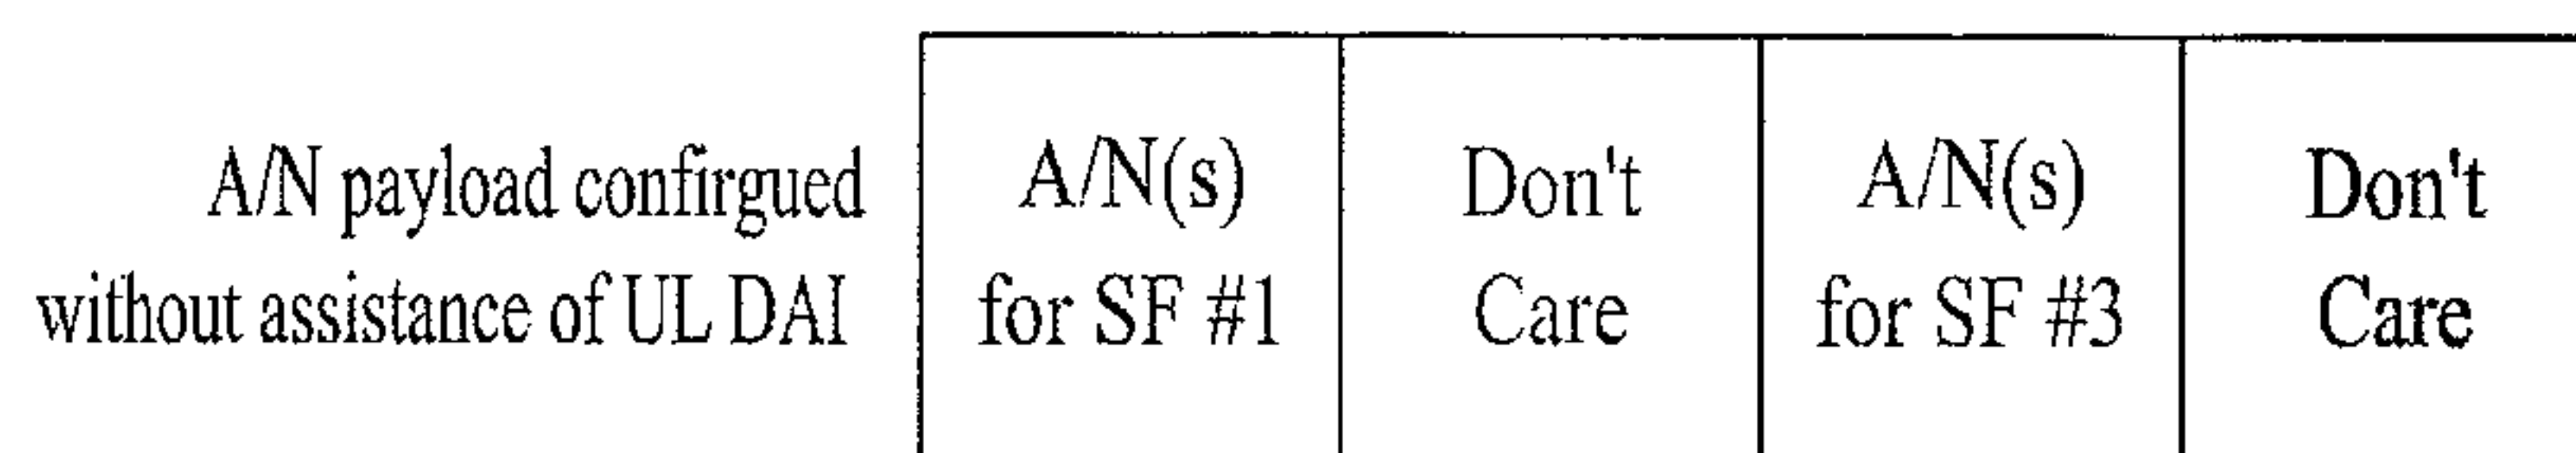 A/N payload confirgued
without assistance of UL DAI
A/N(s)
for SF #1
Don't
Care
A/N(s)
for SF #3
Don't
Care